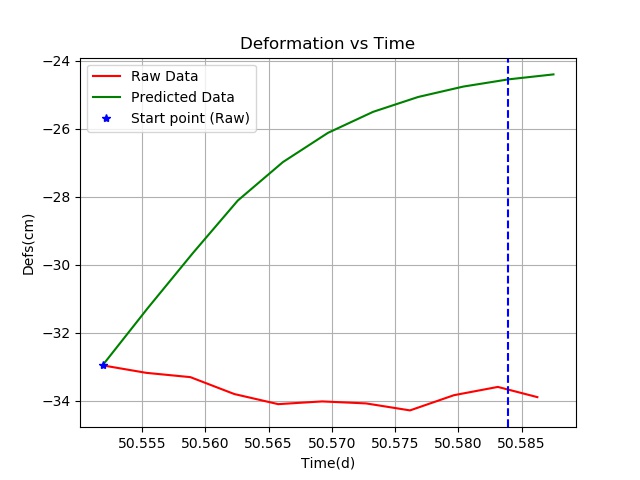 Deformation vs Time
Raw Data
Predicted Data
Start point (Raw)
Defs(cm)
−24
−26
−28
−30
−32
−34
50.555 50.560 50.565 50.570 50.575 50.580 50.585
Time(d)